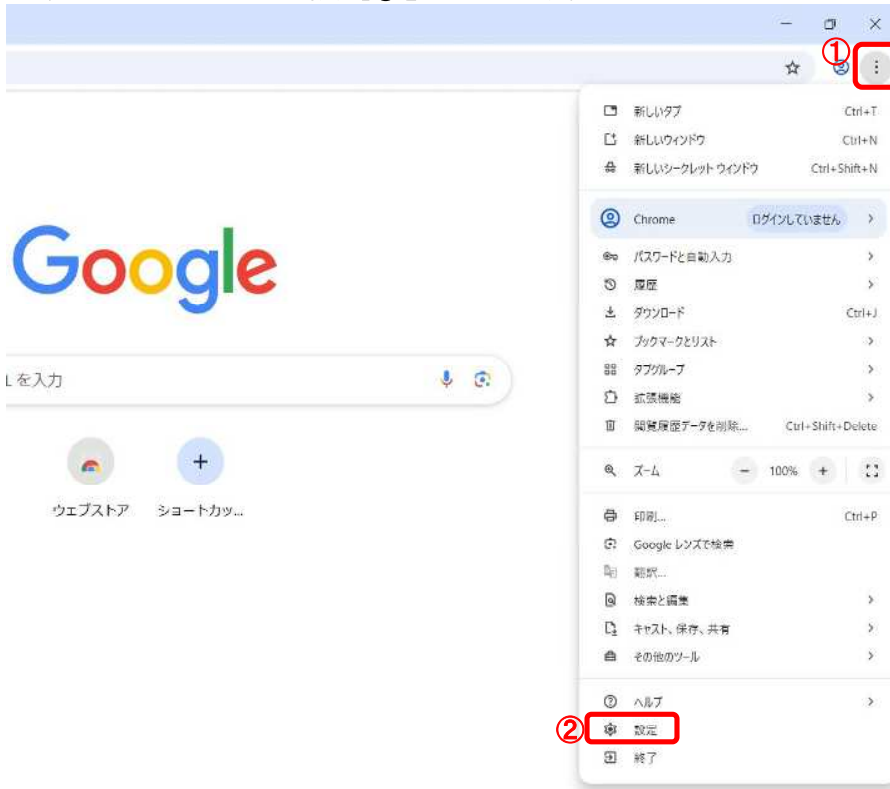 ①
新しいタブ Ctrl+T
新しいウィンドウ Ctrl+N
新しいシークレット ウィンドウ Ctrl+Shift+N
Chrome ログインしていません
パスワードと自動入力
履歴
ダウンロード Ctrl+J
ブックマークとリスト
タブグループ
拡張機能
閲覧履歴データを削除... Ctrl+Shift+Delete
ズーム － 100% ＋
印刷... Ctrl+P
Google レンズで検索
翻訳...
検索と編集
キャスト、保存、共有
その他のツール
ヘルプ
② 設定
終了
Google
を入力
ウェブストア ショートカッ...